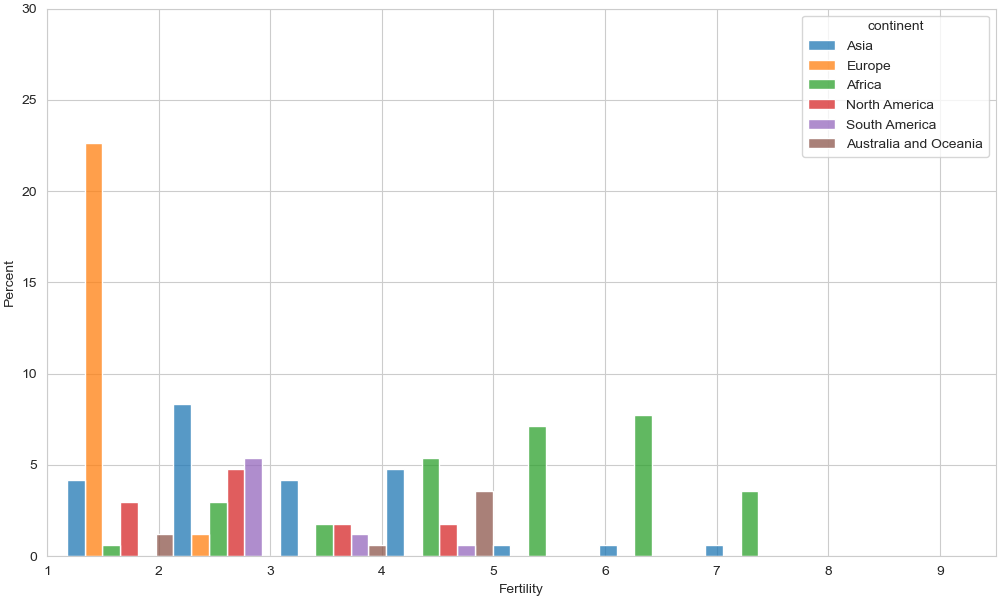 30
25
20
15
10
5
0
Percent
1 2 3 4 5 6 7 8 9
Fertility
continent
Asia
Europe
Africa
North America
South America
Australia and Oceania